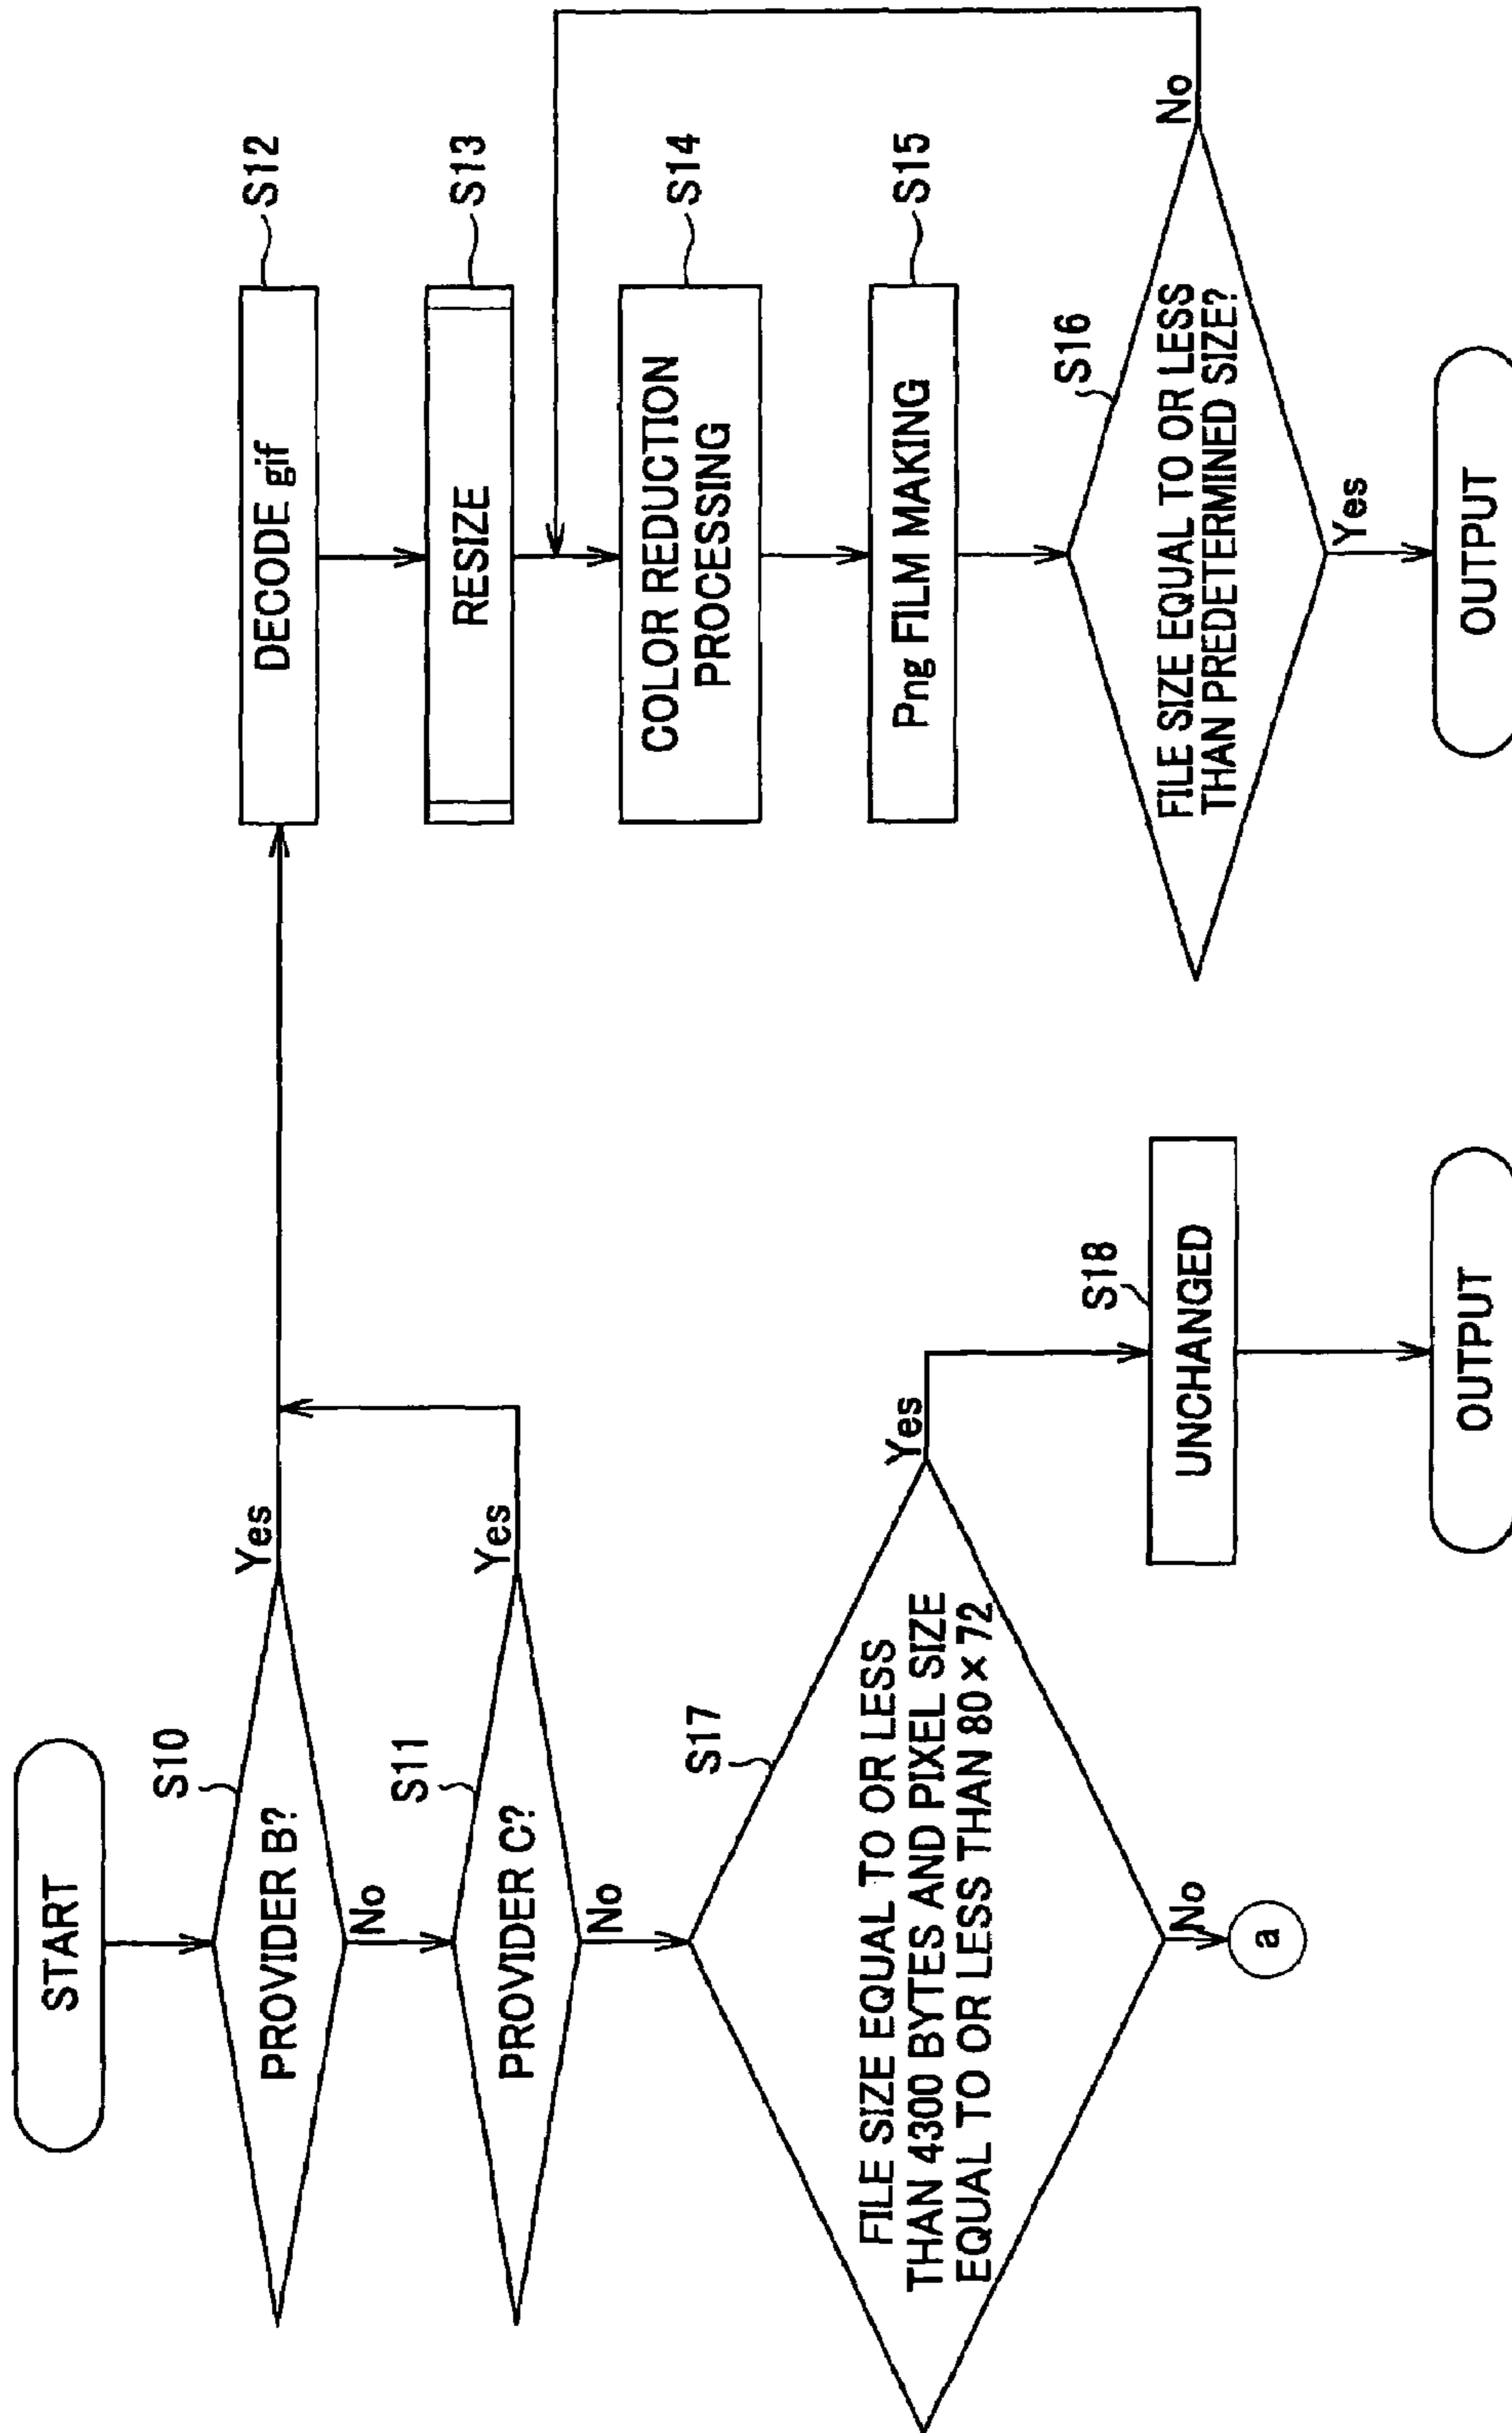 START
S10
PROVIDER B?
Yes
No
S11
PROVIDER C?
Yes
No
S17
FILE SIZE EQUAL TO OR LESS
THAN 4300 BYTES AND PIXEL SIZE
EQUAL TO OR LESS THAN 80×72
Yes
No
a
S18
UNCHANGED
OUTPUT
S12
DECODE gif
S13
RESIZE
S14
COLOR REDUCTION
PROCESSING
S15
Png FILM MAKING
S16
FILE SIZE EQUAL TO OR LESS
THAN PREDETERMINED SIZE?
No
Yes
OUTPUT